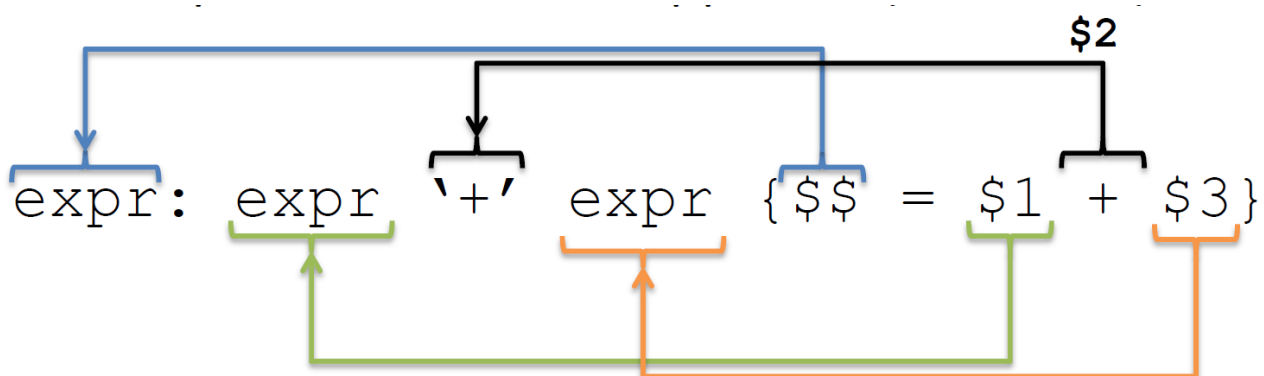 $2
expr: expr ‘+’ expr {$$ = $1 + $3}